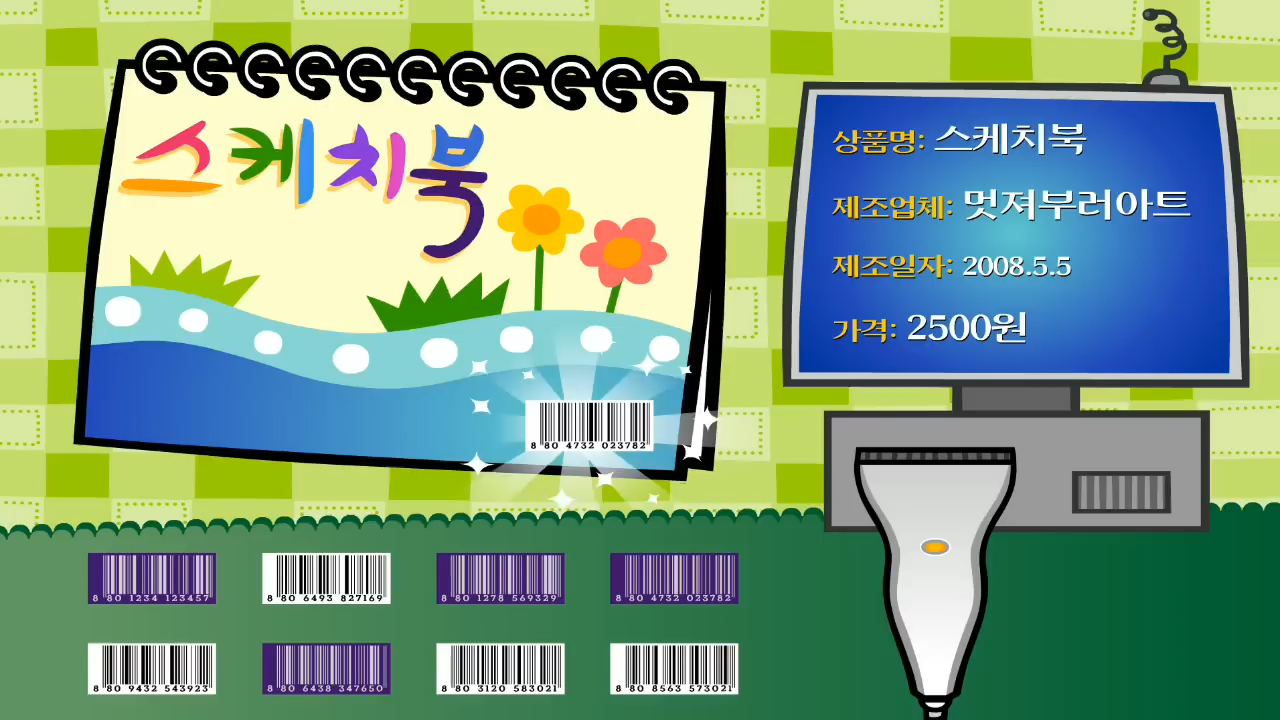 스케치북
8 80 4732 023782
상품명: 스케치북
제조업체: 멋져부러아트
제조일자: 2008.5.5
가격: 2500원
8 80 1234 123457
8 80 6493 827169
8 80 1278 569329
8 80 4732 023782
8 80 9432 543923
8 80 6438 347650
8 80 3120 583021
8 80 8563 573021